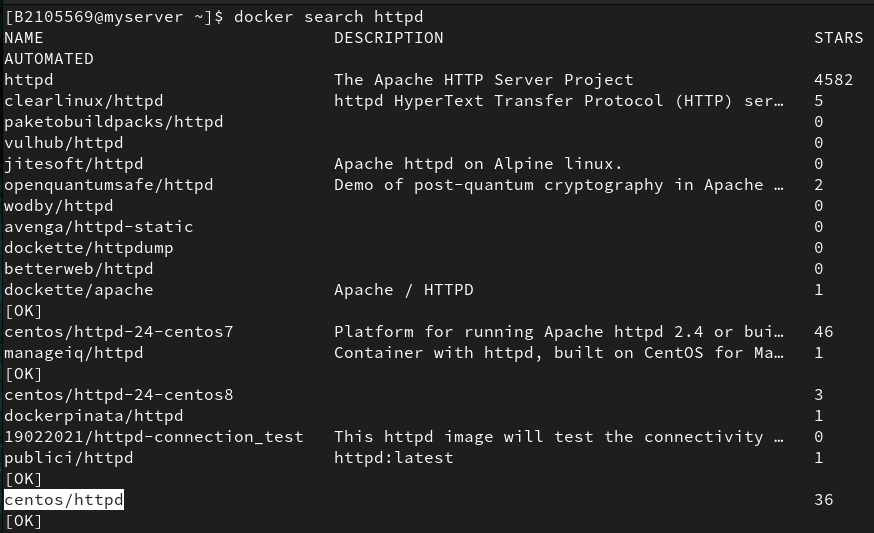 [B2105569@myserver ~]$ docker search httpd
NAME DESCRIPTION STARS
AUTOMATED
httpd The Apache HTTP Server Project 4582
clearlinux/httpd httpd HyperText Transfer Protocol (HTTP) ser… 5
paketobuildpacks/httpd 0
vulhub/httpd 0
jitesoft/httpd Apache httpd on Alpine linux. 0
openquantumsafe/httpd Demo of post-quantum cryptography in Apache … 2
wodby/httpd 0
avenga/httpd-static 0
dockette/httpdump 0
betterweb/httpd 0
dockette/apache Apache / HTTPD 1
[OK]
centos/httpd-24-centos7 Platform for running Apache httpd 2.4 or bui… 46
manageiq/httpd Container with httpd, built on CentOS for Ma… 1
[OK]
centos/httpd-24-centos8 3
dockerpinata/httpd 1
19022021/httpd-connection_test This httpd image will test the connectivity … 0
publici/httpd httpd:latest 1
[OK]
centos/httpd 36
[OK]